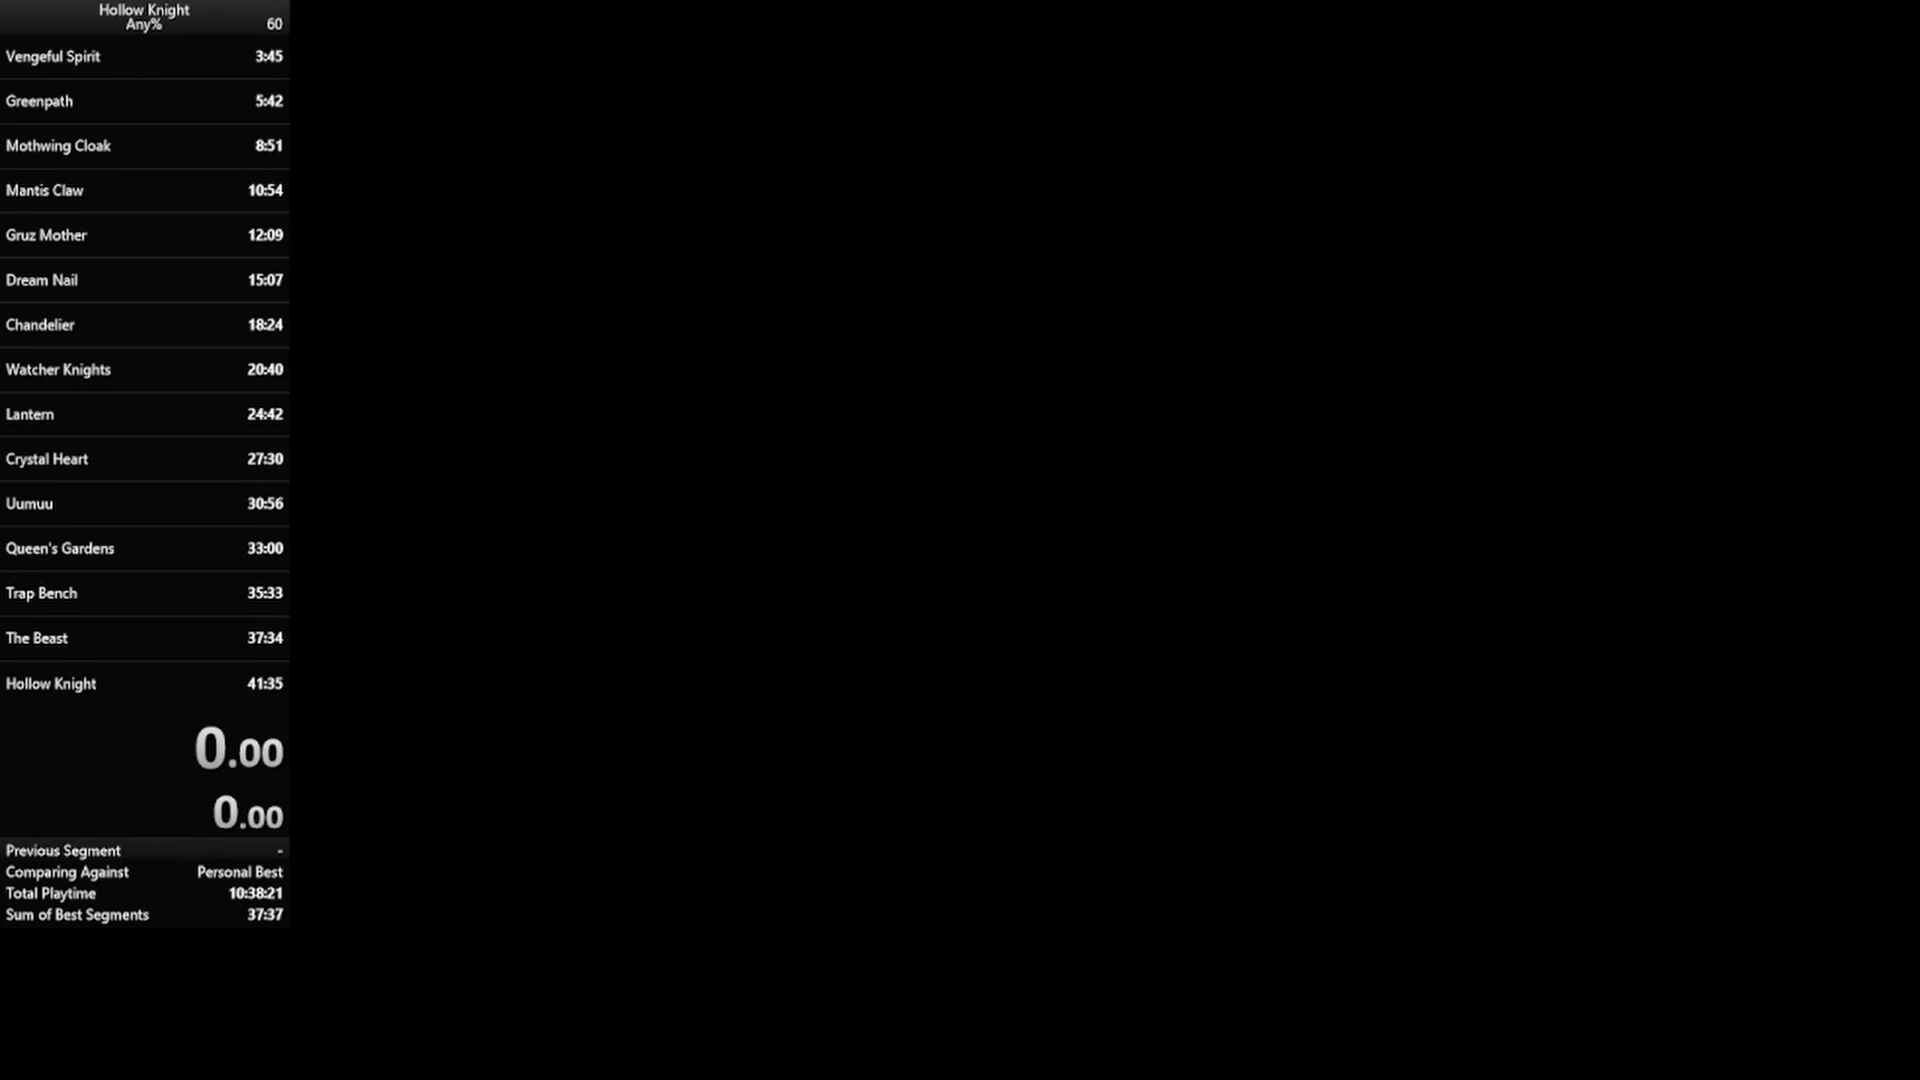 Hollow Knight
Any% 60
Vengeful Spirit 3:45
Greenpath 5:42
Mothwing Cloak 8:51
Mantis Claw 10:54
Gruz Mother 12:09
Dream Nail 15:07
Chandelier 18:24
Watcher Knights 20:40
Lantern 24:42
Crystal Heart 27:30
Uumuu 30:56
Queen's Gardens 33:00
Trap Bench 35:33
The Beast 37:34
Hollow Knight 41:35
0.00
0.00
Previous Segment -
Comparing Against Personal Best
Total Playtime 10:38:21
Sum of Best Segments 37:37